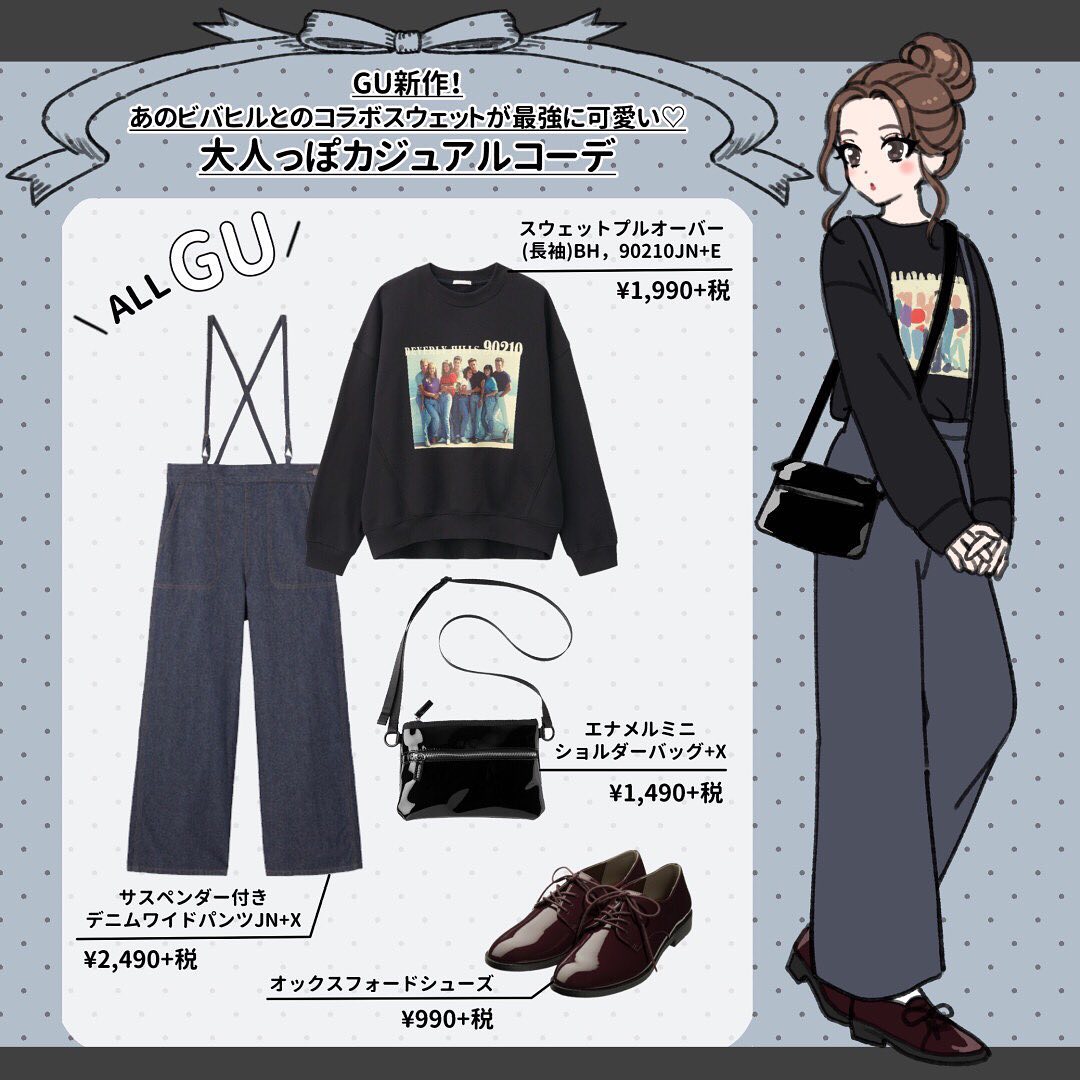 GU新作!
あのビバヒルとのコラボスウェットが最強に可愛い♡
大人っぽカジュアルコーデ
\ ALL GU /
スウェットプルオーバー
(長袖)BH，90210JN+E
¥1,990+税
BEVERLY HILLS 90210
エナメルミニ
ショルダーバッグ+X
¥1,490+税
サスペンダー付き
デニムワイドパンツJN+X
¥2,490+税
オックスフォードシューズ
¥990+税